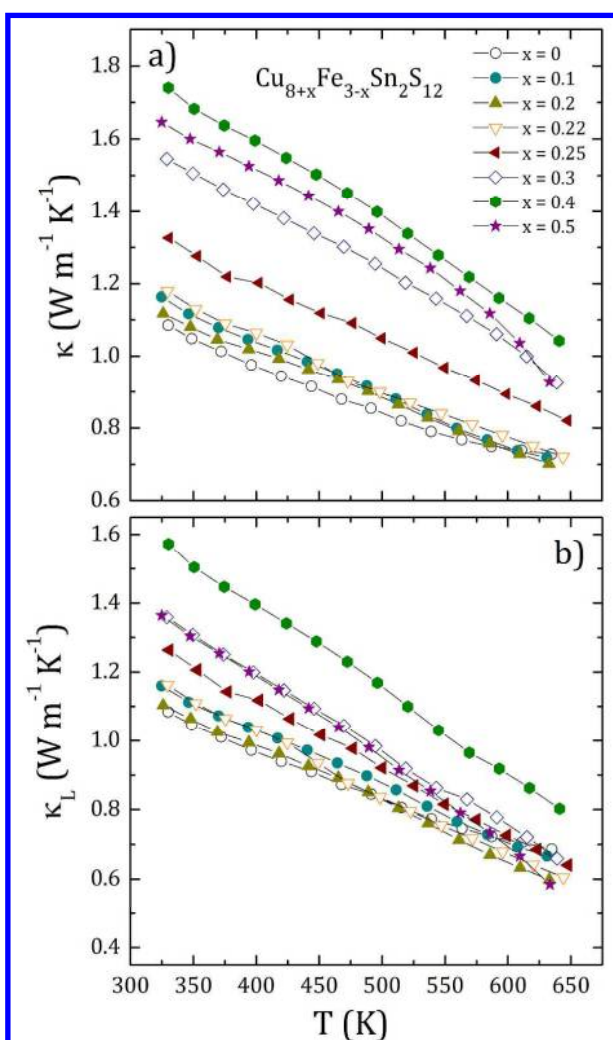 a)
Cu8+xFe3-xSn2S12
x = 0
x = 0.1
x = 0.2
x = 0.22
x = 0.25
x = 0.3
x = 0.4
x = 0.5
1.8
1.6
1.4
1.2
1.0
0.8
0.6
κ (W m-1 K-1)
b)
1.6
1.4
1.2
1.0
0.8
0.6
0.4
κL (W m-1 K-1)
300 350 400 450 500 550 600 650
T (K)